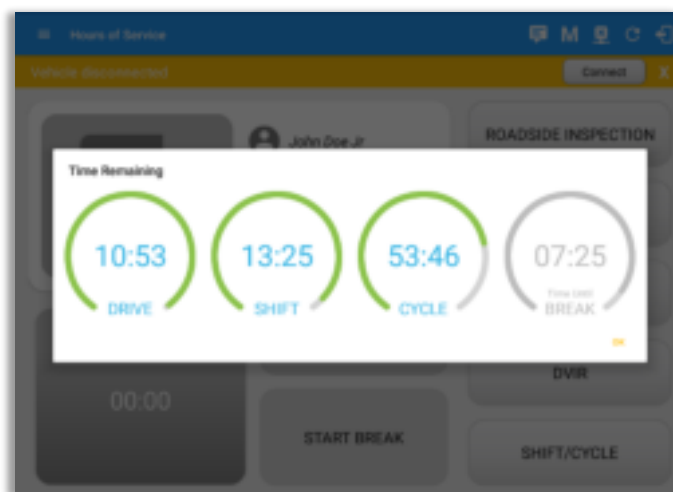 Hours of Service
M
Vehicle disconnected
Connect
X
John Doe Jr
ROADSIDE INSPECTION
Time Remaining
10:53
DRIVE
13:25
SHIFT
53:46
CYCLE
07:25
Time Until
BREAK
OK
00:00
START BREAK
DVIR
SHIFT/CYCLE